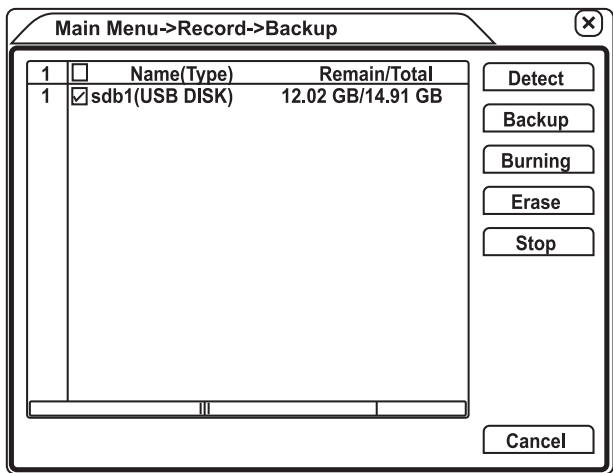 Main Menu->Record->Backup
1 Name(Type) Remain/Total
1 sdb1(USB DISK) 12.02 GB/14.91 GB
Detect
Backup
Burning
Erase
Stop
Cancel